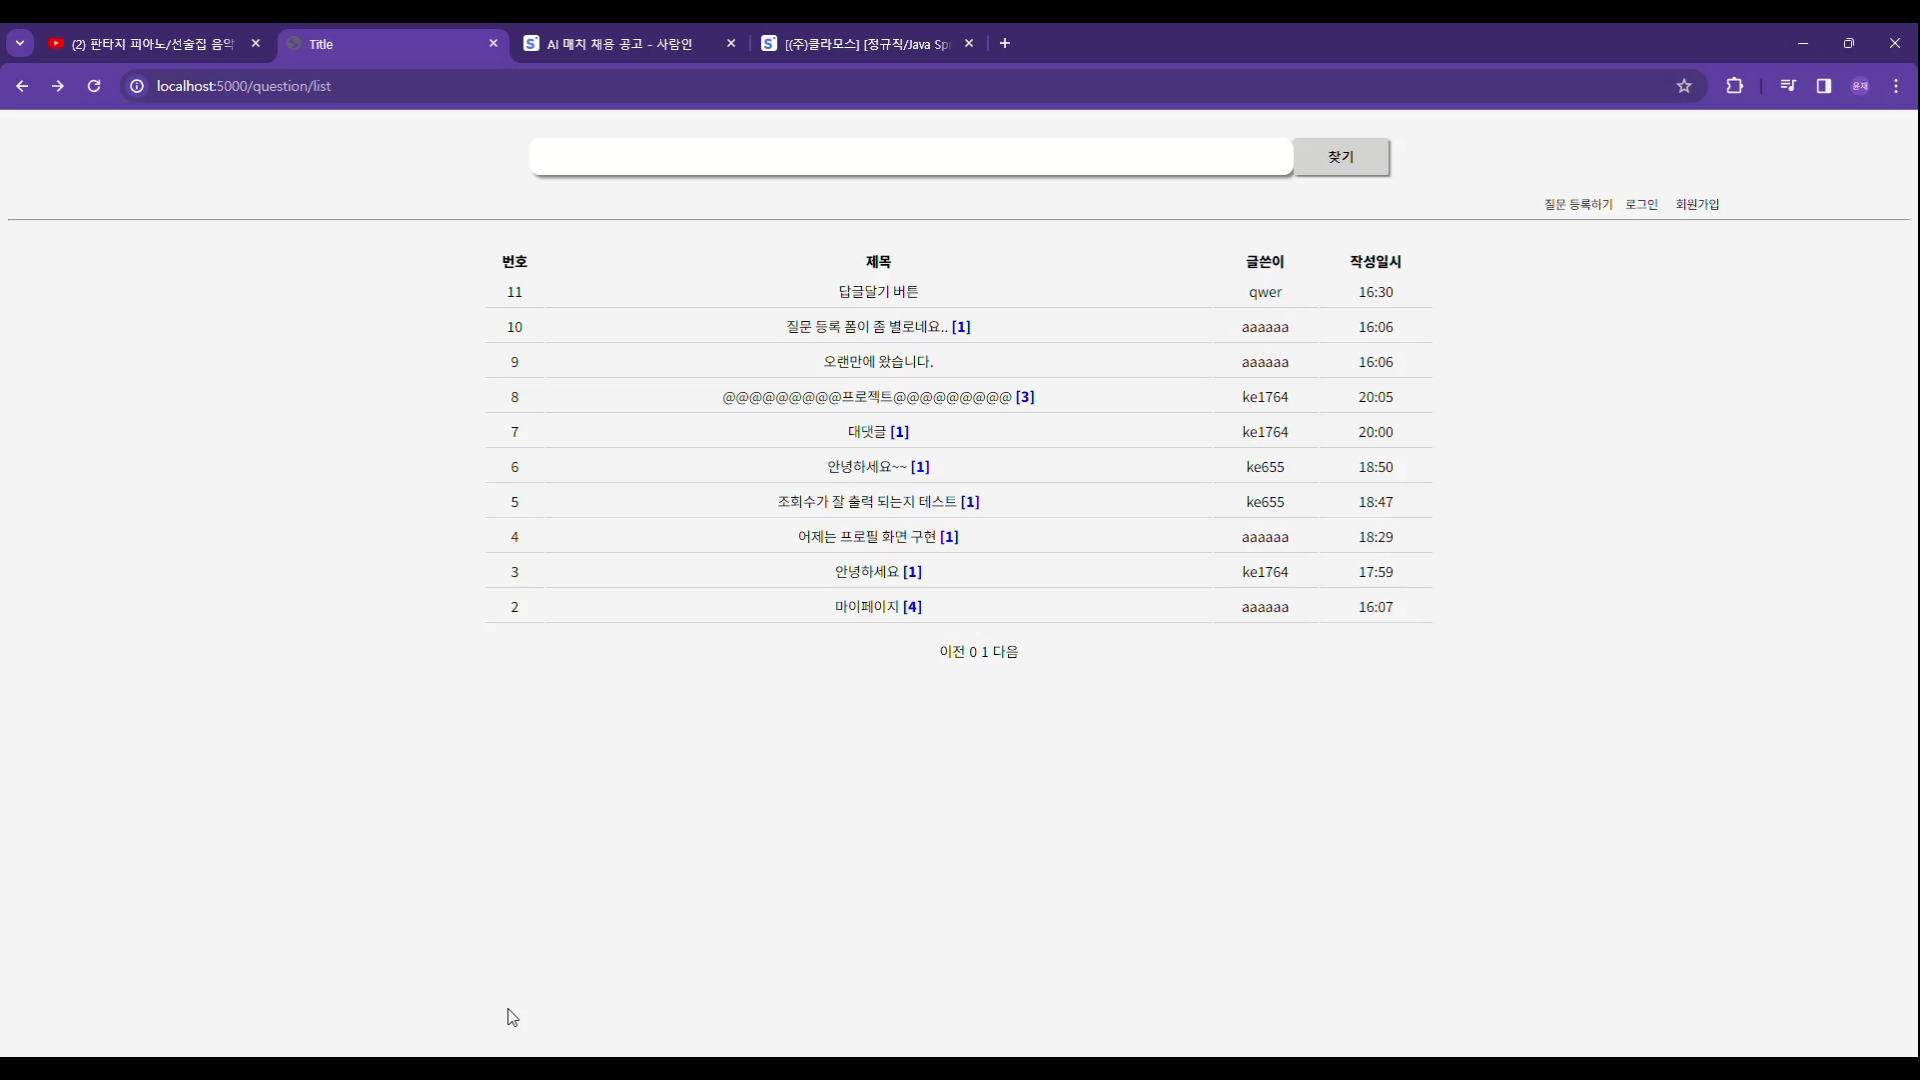 (2) 판타지 피아노/선술집 음악
Title
AI 매치 채용 공고 - 사람인
[(주)클라모스] [정규직/Java Spr
localhost:5000/question/list
윤재
찾기
질문 등록하기 로그인 회원가입
번호 제목 글쓴이 작성일시
11 답글달기 버튼 qwer 16:30
10 질문 등록 폼이 좀 별로네요.. [1] aaaaaa 16:06
9 오랜만에 왔습니다. aaaaaa 16:06
8 @@@@@@@@@프로젝트@@@@@@@@@ [3] ke1764 20:05
7 대댓글 [1] ke1764 20:00
6 안녕하세요~~ [1] ke655 18:50
5 조회수가 잘 출력 되는지 테스트 [1] ke655 18:47
4 어제는 프로필 화면 구현 [1] aaaaaa 18:29
3 안녕하세요 [1] ke1764 17:59
2 마이페이지 [4] aaaaaa 16:07
이전 0 1 다음